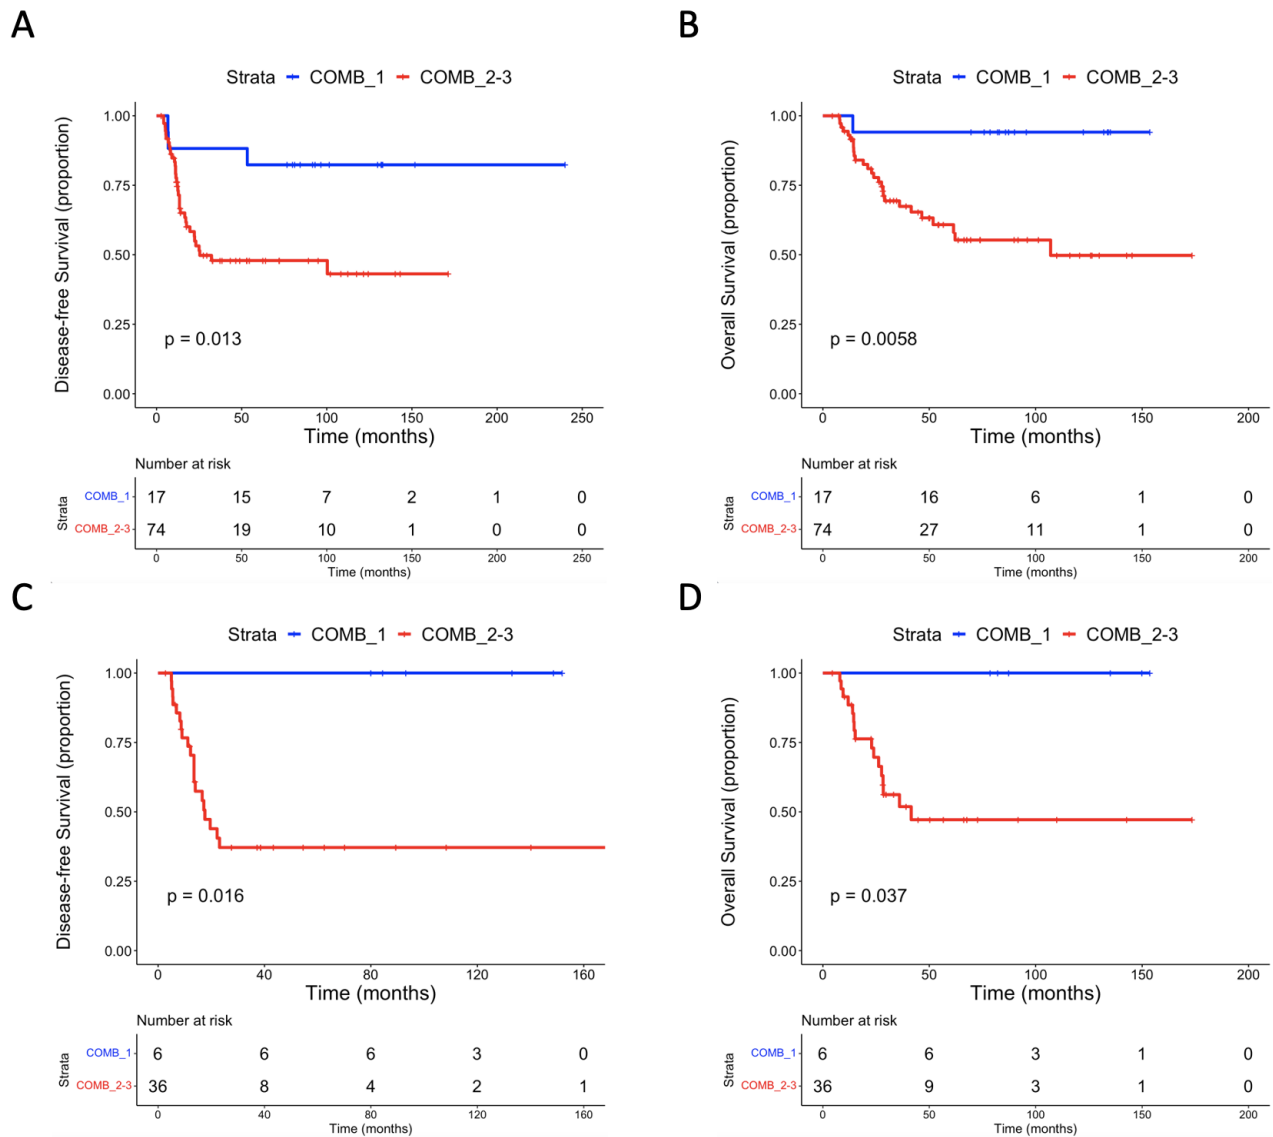 A
Strata COMB_1 COMB_2-3
Disease-free Survival (proportion)
1.00
0.75
0.50
0.25
0.00
p = 0.013
0 50 100 150 200 250
Time (months)
Number at risk
Strata
COMB_1 17 15 7 2 1 0
COMB_2-3 74 19 10 1 0 0
0 50 100 150 200 250
Time (months)
B
Strata COMB_1 COMB_2-3
Overall Survival (proportion)
1.00
0.75
0.50
0.25
0.00
p = 0.0058
0 50 100 150 200
Time (months)
Number at risk
Strata
COMB_1 17 16 6 1 0
COMB_2-3 74 27 11 1 0
0 50 100 150 200
Time (months)
C
Strata COMB_1 COMB_2-3
Disease-free Survival (proportion)
1.00
0.75
0.50
0.25
0.00
p = 0.016
0 40 80 120 160
Time (months)
Number at risk
Strata
COMB_1 6 6 6 3 0
COMB_2-3 36 8 4 2 1
0 40 80 120 160
Time (months)
D
Strata COMB_1 COMB_2-3
Overall Survival (proportion)
1.00
0.75
0.50
0.25
0.00
p = 0.037
0 50 100 150 200
Time (months)
Number at risk
Strata
COMB_1 6 6 3 1 0
COMB_2-3 36 9 3 1 0
0 50 100 150 200
Time (months)